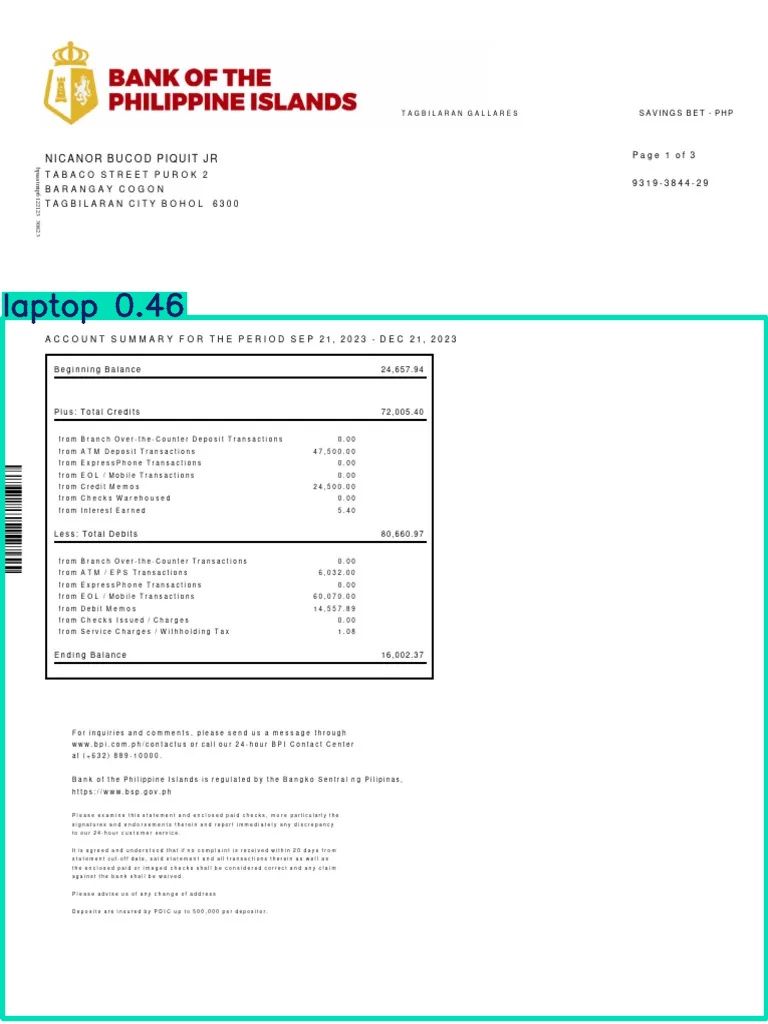 BANK OF THE
PHILIPPINE ISLANDS
TAGBILARAN GALLARES
SAVINGS BET - PHP
NICANOR BUCOD PIQUIT JR
TABACO STREET PUROK 2
BARANGAY COGON
TAGBILARAN CITY BOHOL 6300
Page 1 of 3
9319-3844-29
laptop 0.46
ACCOUNT SUMMARY FOR THE PERIOD SEP 21, 2023 - DEC 21, 2023
Beginning Balance 24,657.94
Plus: Total Credits 72,005.40
from Branch Over-the-Counter Deposit Transactions 0.00
from ATM Deposit Transactions 47,500.00
from ExpressPhone Transactions 0.00
from EOL / Mobile Transactions 0.00
from Credit Memos 24,500.00
from Checks Warehoused 0.00
from Interest Earned 5.40
Less: Total Debits 80,660.97
from Branch Over-the-Counter Transactions 0.00
from ATM / EPS Transactions 6,032.00
from ExpressPhone Transactions 0.00
from EOL / Mobile Transactions 60,070.00
from Debit Memos 14,557.89
from Checks Issued / Charges 0.00
from Service Charges / Withholding Tax 1.08
Ending Balance 16,002.37
For inquiries and comments, please send us a message through
www.bpi.com.ph/contactus or call our 24-hour BPI Contact Center
at (+632) 889-10000.
Bank of the Philippine Islands is regulated by the Bangko Sentral ng Pilipinas,
https://www.bsp.gov.ph
Please examine this statement and enclosed paid checks, more particularly the
signatures and endorsements therein and report immediately any discrepancy
to our 24-hour customer service.
It is agreed and understood that if no complaint is received within 20 days from
statement cut-off date, said statement and all transactions therein as well as
the enclosed paid or imaged checks shall be considered correct and any claim
against the bank shall be waived.
Please advise us of any change of address
Deposits are insured by PDIC up to 500,000 per depositor.